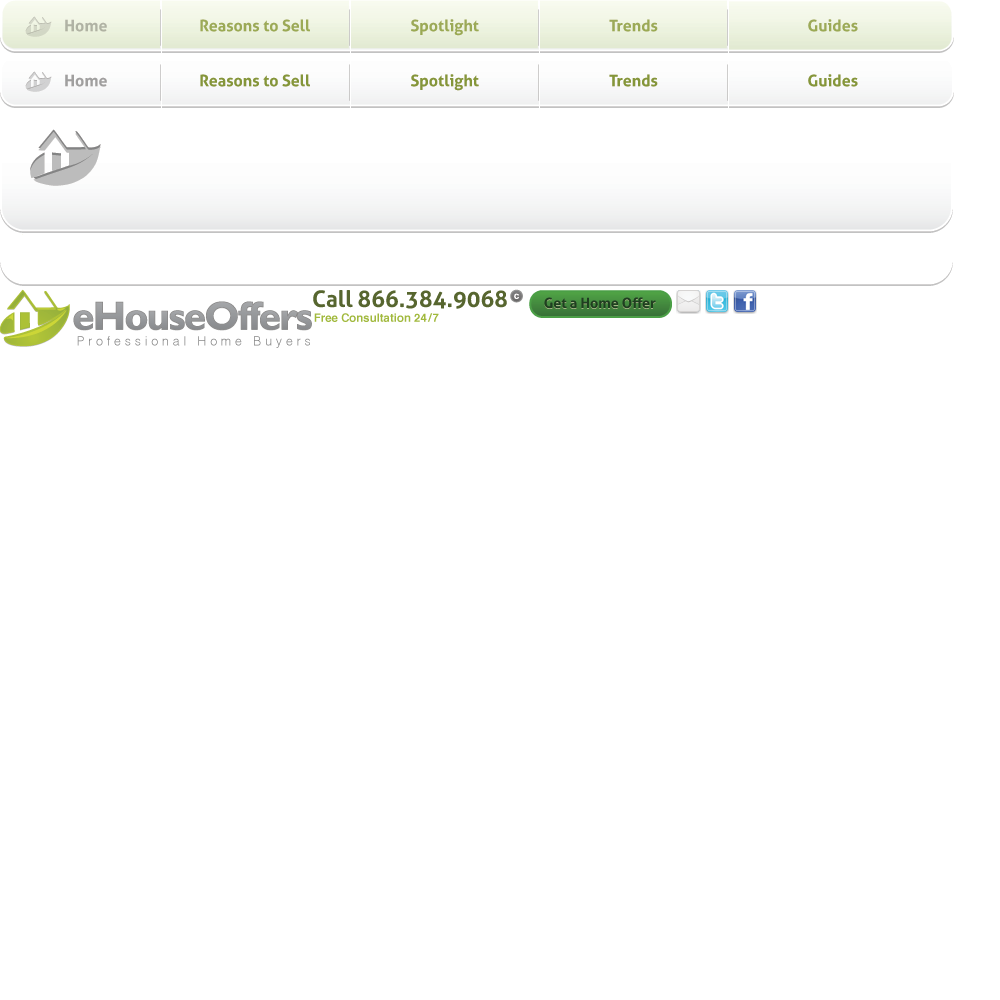 Home Reasons to Sell Spotlight Trends Guides
Home Reasons to Sell Spotlight Trends Guides
eHouseOffers
Professional Home Buyers
Call 866.384.9068 c
Free Consultation 24/7
Get a Home Offer
t f